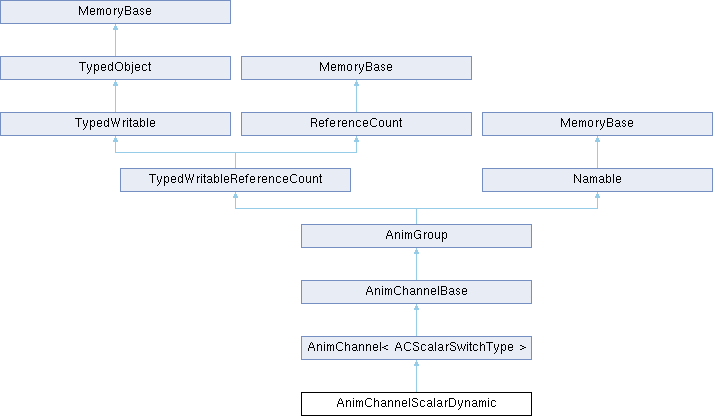 MemoryBase
TypedObject
MemoryBase
TypedWritable
ReferenceCount
MemoryBase
TypedWritableReferenceCount
Namable
AnimGroup
AnimChannelBase
AnimChannel< ACScalarSwitchType >
AnimChannelScalarDynamic